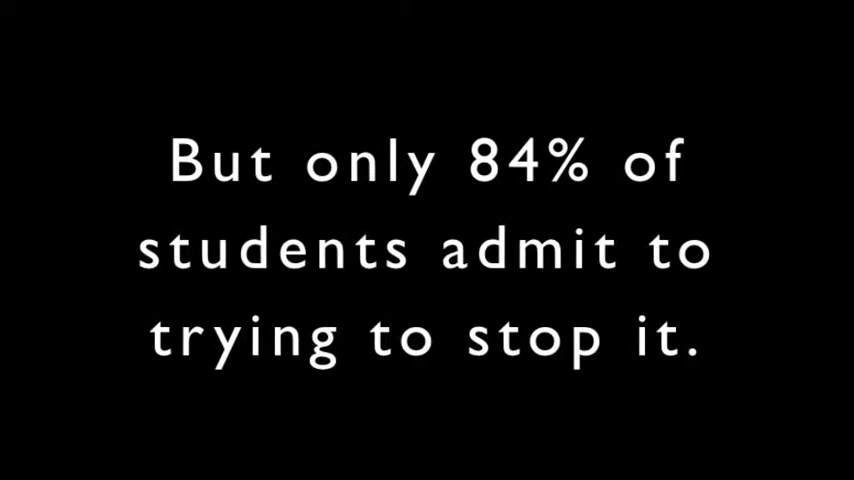 But only 84% of
students admit to
trying to stop it.